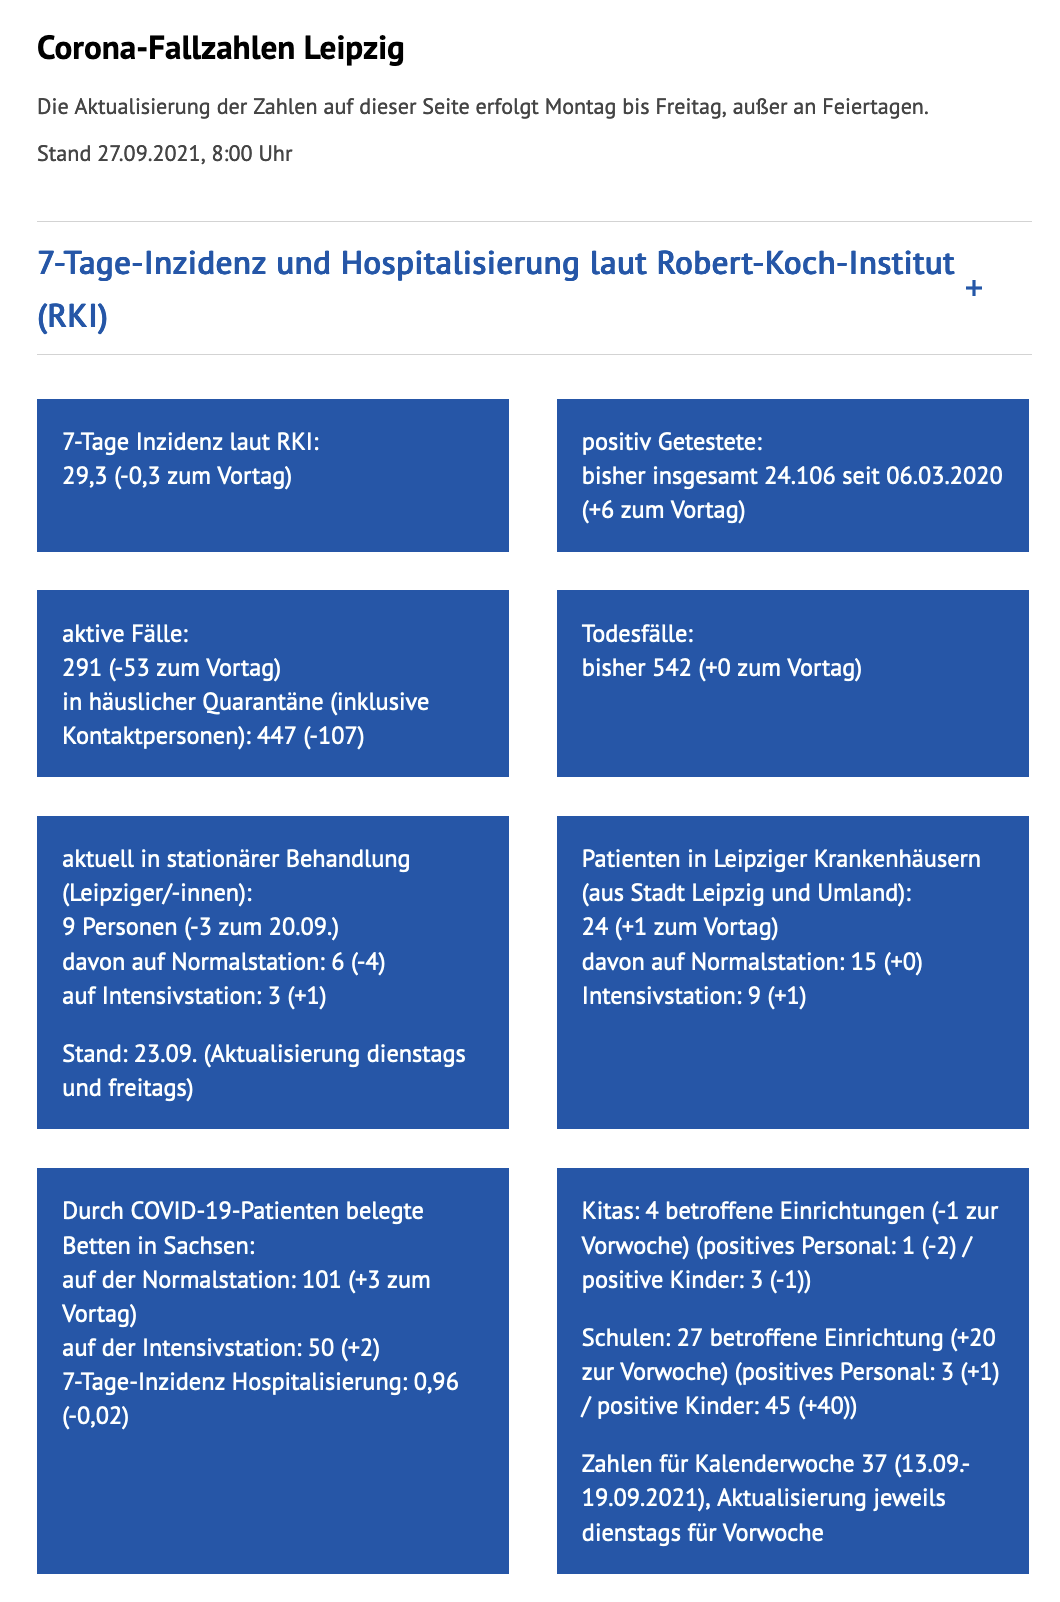 Corona-Fallzahlen Leipzig
Die Aktualisierung der Zahlen auf dieser Seite erfolgt Montag bis Freitag, außer an Feiertagen.
Stand 27.09.2021, 8:00 Uhr
7-Tage-Inzidenz und Hospitalisierung laut Robert-Koch-Institut
(RKI)
+
7-Tage Inzidenz laut RKI:
29,3 (-0,3 zum Vortag)
positiv Getestete:
bisher insgesamt 24.106 seit 06.03.2020
(+6 zum Vortag)
aktive Fälle:
291 (-53 zum Vortag)
in häuslicher Quarantäne (inklusive
Kontaktpersonen): 447 (-107)
Todesfälle:
bisher 542 (+0 zum Vortag)
aktuell in stationärer Behandlung
(Leipziger/-innen):
9 Personen (-3 zum 20.09.)
davon auf Normalstation: 6 (-4)
auf Intensivstation: 3 (+1)
Stand: 23.09. (Aktualisierung dienstags
und freitags)
Patienten in Leipziger Krankenhäusern
(aus Stadt Leipzig und Umland):
24 (+1 zum Vortag)
davon auf Normalstation: 15 (+0)
Intensivstation: 9 (+1)
Durch COVID-19-Patienten belegte
Betten in Sachsen:
auf der Normalstation: 101 (+3 zum
Vortag)
auf der Intensivstation: 50 (+2)
7-Tage-Inzidenz Hospitalisierung: 0,96
(-0,02)
Kitas: 4 betroffene Einrichtungen (-1 zur
Vorwoche) (positives Personal: 1 (-2) /
positive Kinder: 3 (-1))
Schulen: 27 betroffene Einrichtung (+20
zur Vorwoche) (positives Personal: 3 (+1)
/ positive Kinder: 45 (+40))
Zahlen für Kalenderwoche 37 (13.09.-
19.09.2021), Aktualisierung jeweils
dienstags für Vorwoche